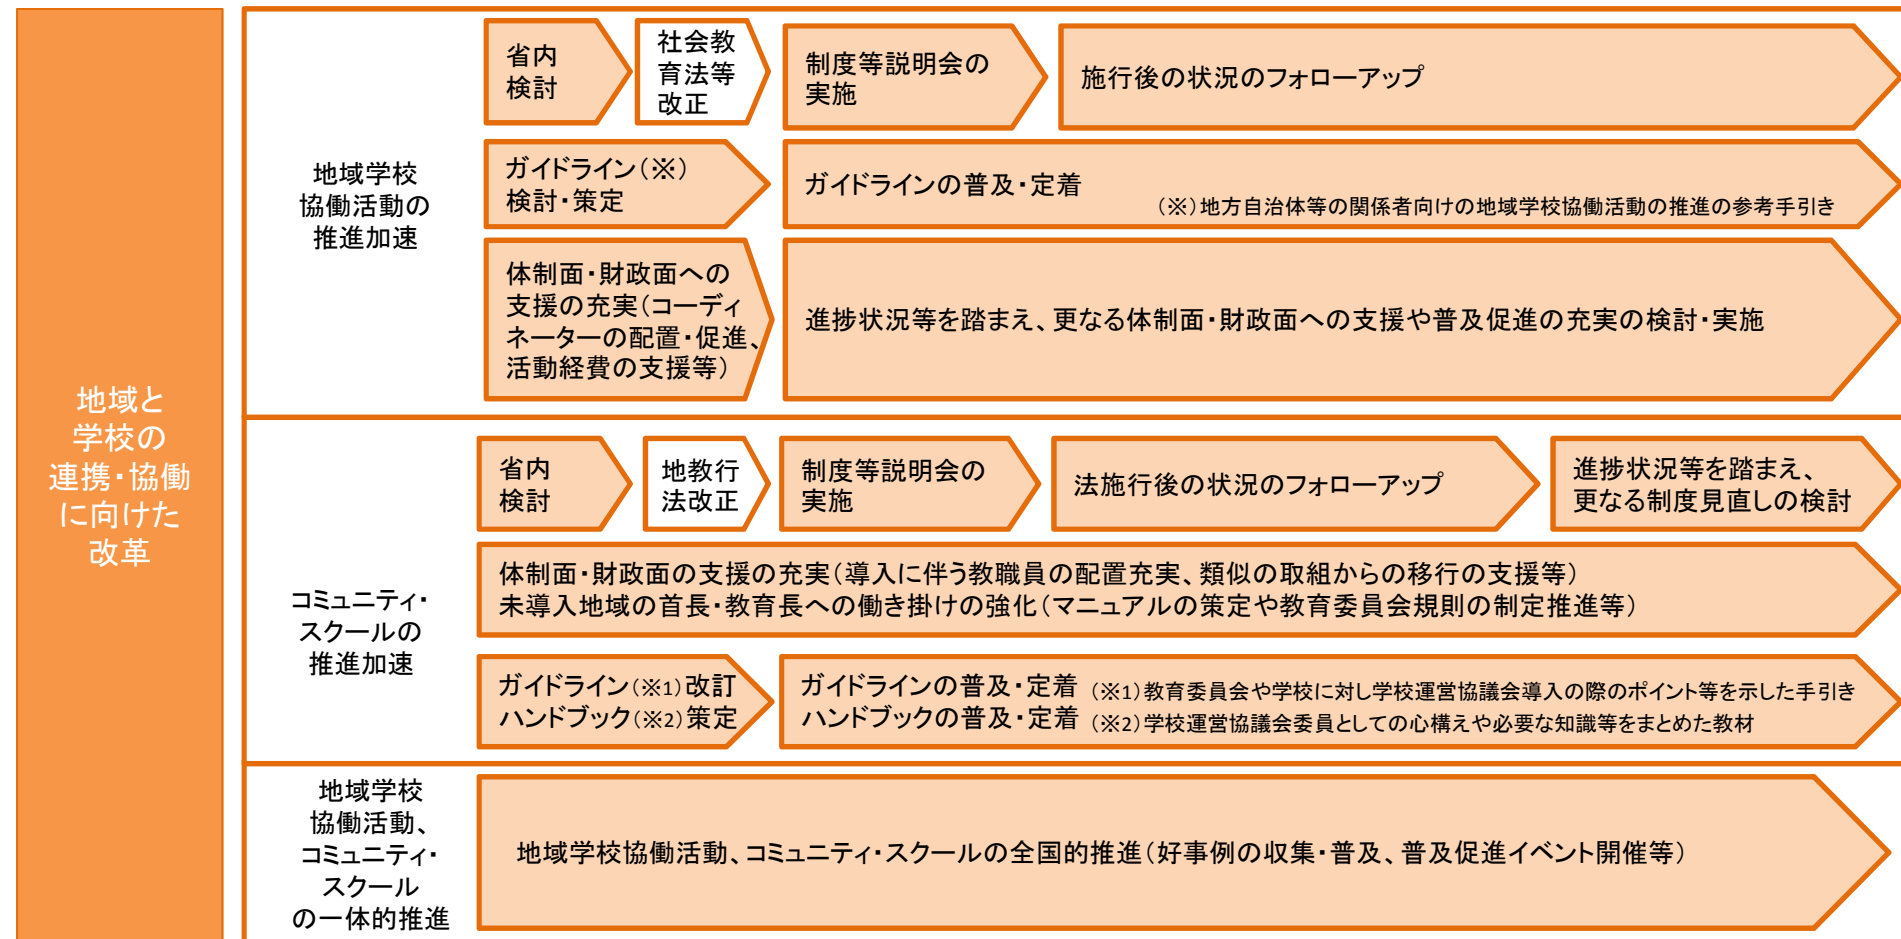 地域と
学校の
連携・協働
に向けた
改革
地域学校
協働活動の
推進加速
省内
検討
社会教
育法等
改正
制度等説明会の
実施
施行後の状況のフォローアップ
ガイドライン(※)
検討・策定
ガイドラインの普及・定着
(※)地方自治体等の関係者向けの地域学校協働活動の推進の参考手引き
体制面・財政面への
支援の充実(コーディ
ネーターの配置・促進、
活動経費の支援等)
進捗状況等を踏まえ、更なる体制面・財政面への支援や普及促進の充実の検討・実施
コミュニティ・
スクールの
推進加速
省内
検討
地教行
法改正
制度等説明会の
実施
法施行後の状況のフォローアップ
進捗状況等を踏まえ、
更なる制度見直しの検討
体制面・財政面の支援の充実(導入に伴う教職員の配置充実、類似の取組からの移行の支援等)
未導入地域の首長・教育長への働き掛けの強化(マニュアルの策定や教育委員会規則の制定推進等)
ガイドライン(※1)改訂
ハンドブック(※2)策定
ガイドラインの普及・定着 (※1)教育委員会や学校に対し学校運営協議会導入の際のポイント等を示した手引き
ハンドブックの普及・定着 (※2)学校運営協議会委員としての心構えや必要な知識等をまとめた教材
地域学校
協働活動、
コミュニティ・
スクール
の一体的推進
地域学校協働活動、コミュニティ・スクールの全国的推進(好事例の収集・普及、普及促進イベント開催等)